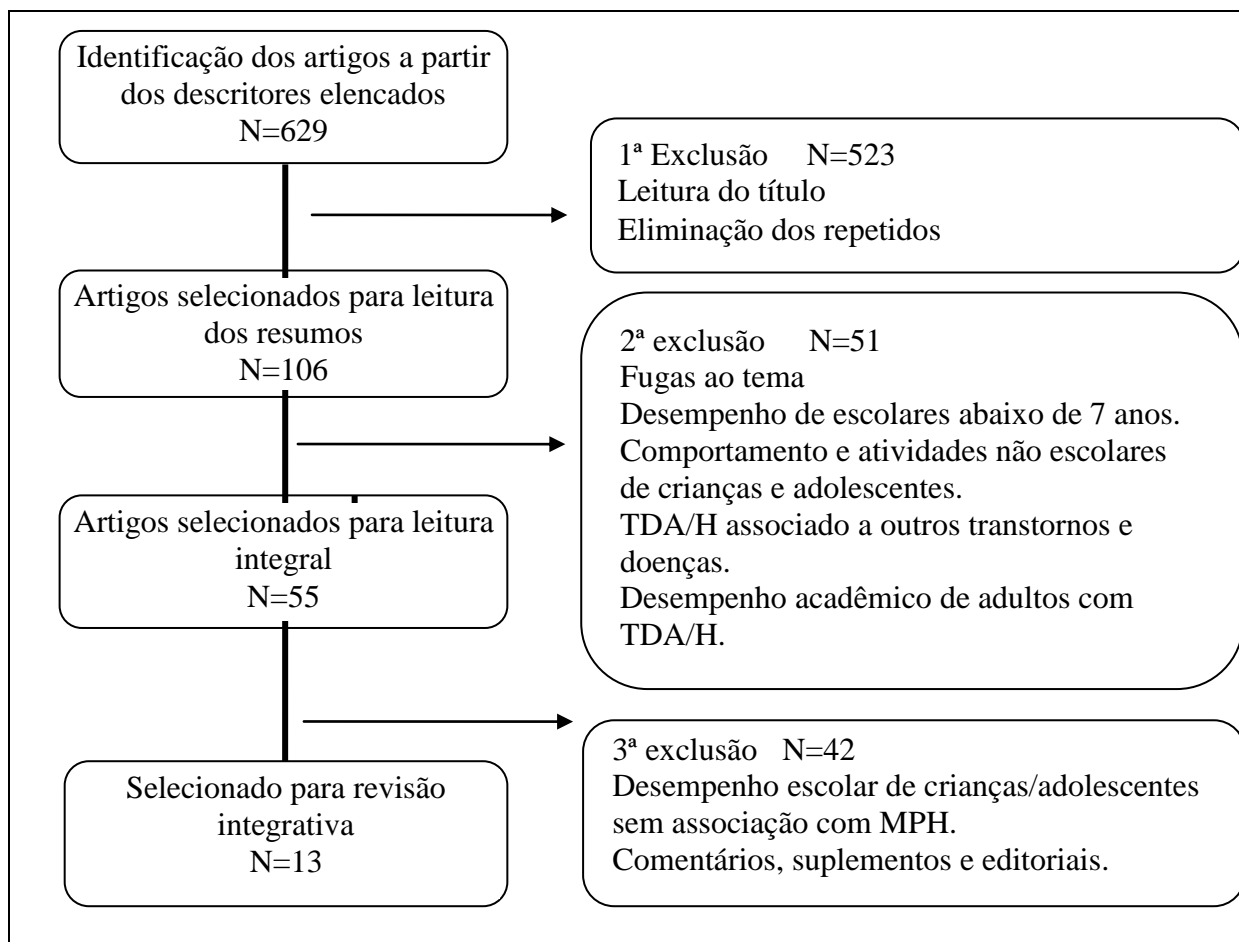 Identificação dos artigos a partir
dos descritores elencados
N=629
1ª Exclusão N=523
Leitura do título
Eliminação dos repetidos
Artigos selecionados para leitura
dos resumos
N=106
2ª exclusão N=51
Fugas ao tema
Desempenho de escolares abaixo de 7 anos.
Comportamento e atividades não escolares
de crianças e adolescentes.
TDA/H associado a outros transtornos e
doenças.
Desempenho acadêmico de adultos com
TDA/H.
Artigos selecionados para leitura
integral
N=55
3ª exclusão N=42
Desempenho escolar de crianças/adolescentes
sem associação com MPH.
Comentários, suplementos e editoriais.
Selecionado para revisão
integrativa
N=13